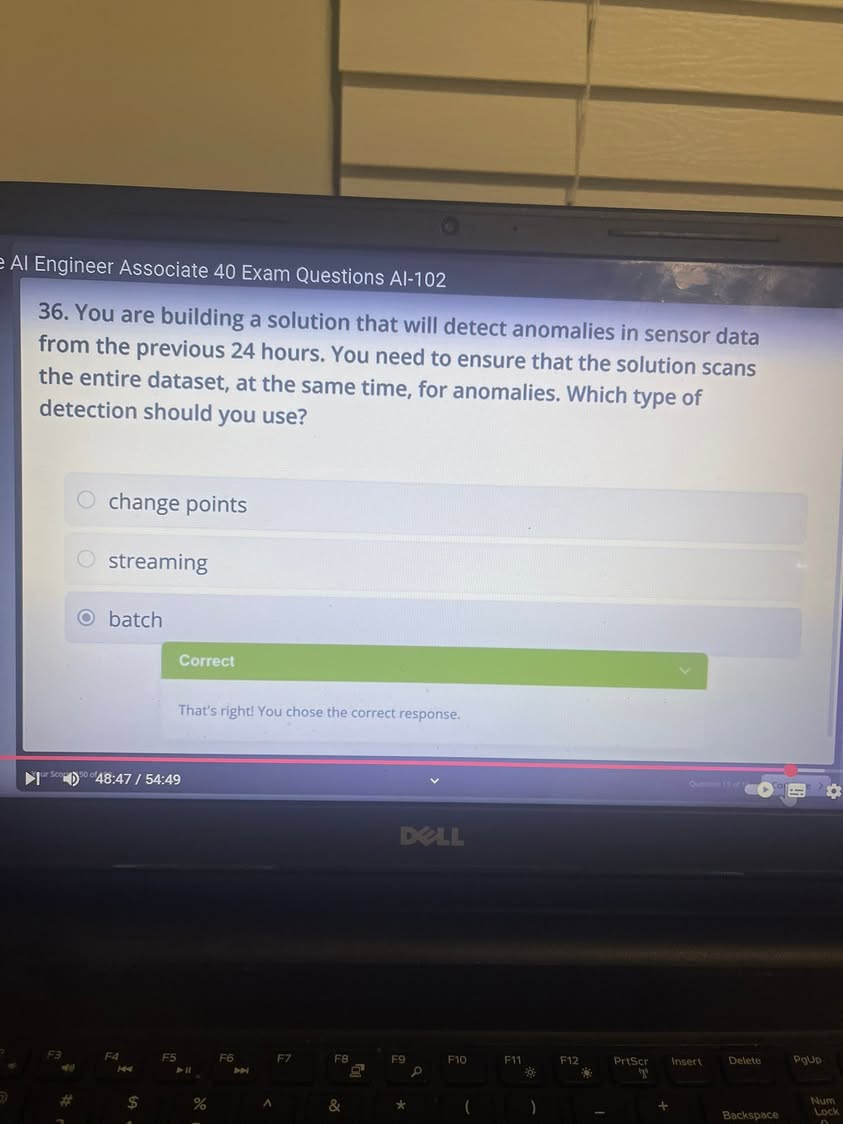 e AI Engineer Associate 40 Exam Questions AI-102
36. You are building a solution that will detect anomalies in sensor data
from the previous 24 hours. You need to ensure that the solution scans
the entire dataset, at the same time, for anomalies. Which type of
detection should you use?
change points
streaming
batch
Correct
That's right! You chose the correct response.
48:47 / 54:49
DELL
F3 F4 F5 F6 F7 F8 F9 F10 F11 F12 PrtScr Insert Delete PgUp
# $ % ^ & * ( ) _ + Backspace Num
Lock